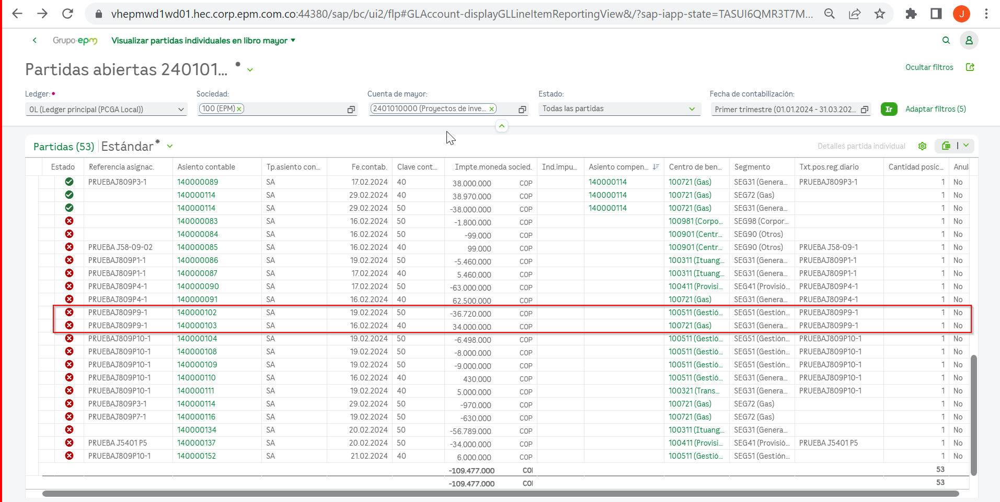 vhepmwd1wd01.hec.corp.epm.com.co:44380/sap/bc/ui2/flp#GLAccount-displayGLLineItemReportingView&/?sap-iapp-state=TASUI6QMR3T7M... J
Grupo·epm Visualizar partidas individuales en libro mayor
Partidas abiertas 240101... *
Ocultar filtros
Ledger: Sociedad: Cuenta de mayor: Estado: Fecha de contabilización:
0L (Ledger principal (PCGA Local)) 100 (EPM) 2401010000 (Proyectos de inve... Todas las partidas Primer trimestre (01.01.2024 - 31.03.202... Ir Adaptar filtros (5)
Partidas (53) Estándar* Detalles partida individual
Estado Referencia asignac. Asiento contable Tp.asiento con... Fe.contab. Clave cont... Impte.moneda socied. Ind.impu... Asiento compen... Centro de ben... Segmento Txt.pos.reg.diario Cantidad posic... Anul
PRUEBAJ809P3-1 140000089 SA 17.02.2024 40 38.000.000 COP 140000114 100721 (Gas) SEG31 (Genera... PRUEBAJ809P3-1 1 No
140000114 SA 29.02.2024 40 38.970.000 COP 140000114 100721 (Gas) SEG72 (Gas) 1 No
140000114 SA 29.02.2024 50 -38.000.000 COP 140000114 100721 (Gas) SEG31 (Genera... 1 No
140000083 SA 16.02.2024 50 -1.800.000 COP 100981 (Corpo... SEG98 (Corpor... 1 No
140000084 SA 16.02.2024 50 -99.000 COP 100901 (Centr... SEG90 (Otros) 1 No
PRUEBA J58-09-02 140000085 SA 16.02.2024 40 99.000 COP 100901 (Centr... SEG90 (Otros) PRUEBA J58-09-1 1 No
PRUEBAJ809P1-1 140000086 SA 19.02.2024 50 -5.460.000 COP 100311 (Ituang... SEG31 (Genera... PRUEBAJ809P1-1 1 No
PRUEBAJ809P1-1 140000087 SA 17.02.2024 40 5.460.000 COP 100311 (Ituang... SEG31 (Genera... PRUEBAJ809P1-1 1 No
PRUEBAJ809P4-1 140000090 SA 17.02.2024 50 -63.000.000 COP 100411 (Provisi... SEG41 (Provisió... PRUEBAJ809P4-1 1 No
PRUEBAJ809P4-1 140000091 SA 16.02.2024 40 62.500.000 COP 100721 (Gas) SEG31 (Genera... PRUEBAJ809P4-1 1 No
PRUEBAJ809P9-1 140000102 SA 19.02.2024 50 -36.720.000 COP 100511 (Gestió... SEG51 (Gestión... PRUEBAJ809P9-1 1 No
PRUEBAJ809P9-1 140000103 SA 16.02.2024 40 34.000.000 COP 100721 (Gas) SEG31 (Genera... PRUEBAJ809P9-1 1 No
PRUEBAJ809P10-1 140000104 SA 19.02.2024 50 -6.498.000 COP 100511 (Gestió... SEG51 (Gestión... PRUEBAJ809P10-1 1 No
PRUEBAJ809P10-1 140000108 SA 19.02.2024 50 -8.000.000 COP 100511 (Gestió... SEG51 (Gestión... PRUEBAJ809P10-1 1 No
PRUEBAJ809P10-1 140000109 SA 19.02.2024 50 -9.000.000 COP 100511 (Gestió... SEG51 (Gestión... PRUEBAJ809P10-1 1 No
PRUEBAJ809P10-1 140000110 SA 16.02.2024 40 430.000 COP 100511 (Gestió... SEG31 (Genera... PRUEBAJ809P10-1 1 No
PRUEBAJ809P10-1 140000111 SA 19.02.2024 40 5.000.000 COP 100321 (Trans... SEG31 (Genera... PRUEBAJ809P10-1 1 No
PRUEBAJ809P3-1 140000114 SA 29.02.2024 50 -970.000 COP 100721 (Gas) SEG72 (Gas) 1 No
PRUEBAJ809P7-1 140000116 SA 19.02.2024 50 -630.000 COP 100721 (Gas) SEG72 (Gas) 1 No
140000134 SA 20.02.2024 50 -56.789.000 COP 100311 (Ituang... SEG31 (Genera... 1 No
PRUEBA J5401 P5 140000137 SA 20.02.2024 50 -34.000.000 COP 100411 (Provisi... SEG41 (Provisió... PRUEBA J5401 P5 1 No
PRUEBAJ809P10-1 140000152 SA 21.02.2024 40 6.000.000 COP 100511 (Gestió... SEG51 (Gestión... 1 No
-109.477.000 COI 53
-109.477.000 COI 53